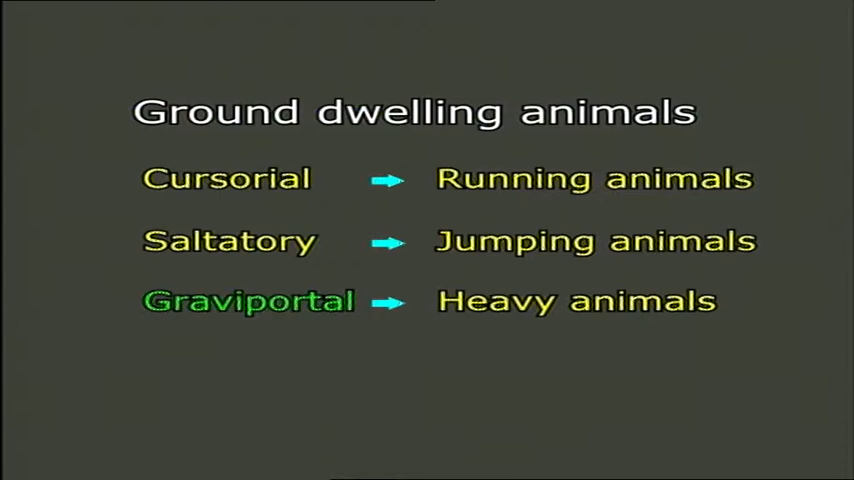 Ground dwelling animals
Cursorial → Running animals
Saltatory → Jumping animals
Graviportal → Heavy animals